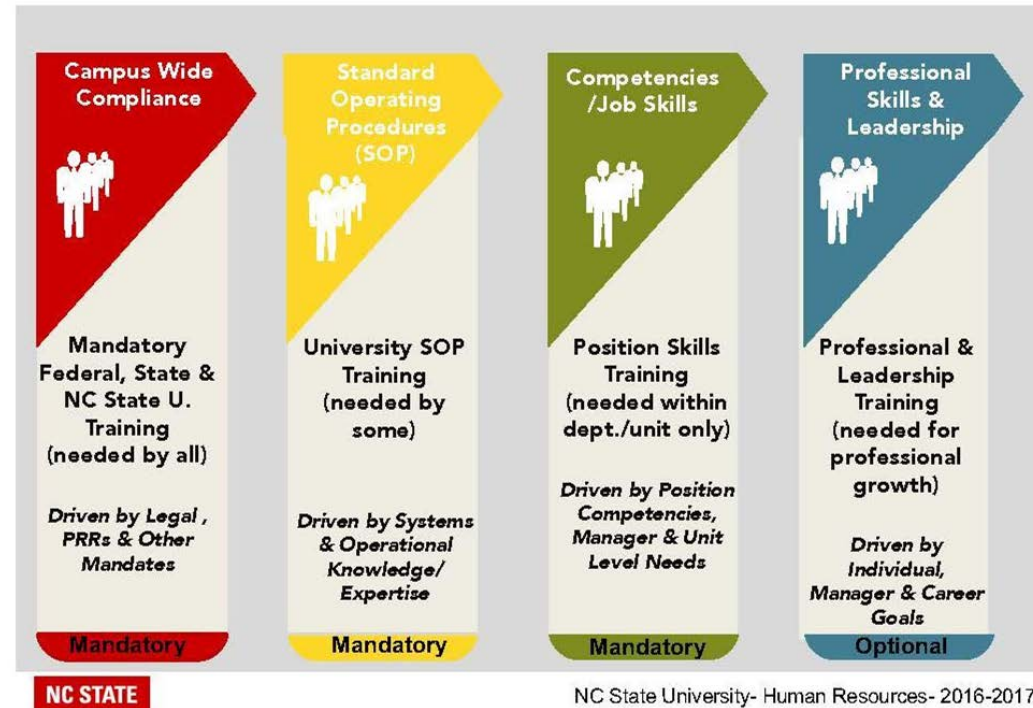 Campus Wide
Compliance
Mandatory
Federal, State &
NC State U.
Training
(needed by all)
Driven by Legal ,
PRRs & Other
Mandates
Mandatory
Standard
Operating
Procedures
(SOP)
University SOP
Training
(needed by
some)
Driven by Systems
& Operational
Knowledge/
Expertise
Mandatory
Competencies
/Job Skills
Position Skills
Training
(needed within
dept./unit only)
Driven by Position
Competencies,
Manager & Unit
Level Needs
Mandatory
Professional
Skills &
Leadership
Professional &
Leadership
Training
(needed for
professional
growth)
Driven by
Individual,
Manager & Career
Goals
Optional
NC STATE
NC State University- Human Resources- 2016-2017